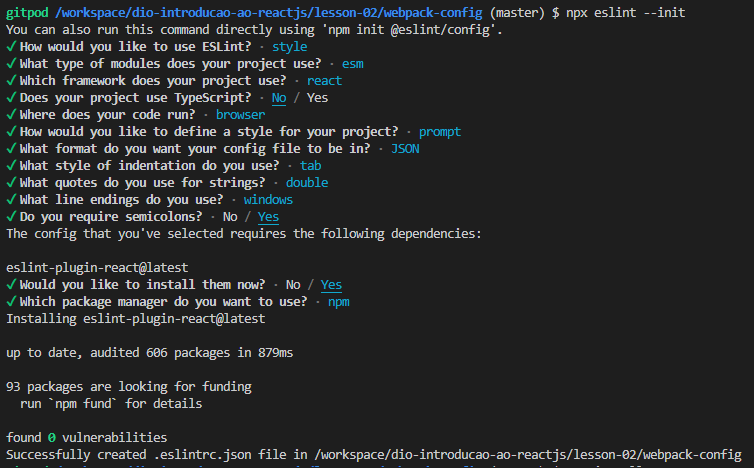 gitpod /workspace/dio-introducao-ao-reactjs/lesson-02/webpack-config (master) $ npx eslint --init
You can also run this command directly using 'npm init @eslint/config'.
✓ How would you like to use ESLint? · style
✓ What type of modules does your project use? · esm
✓ Which framework does your project use? · react
✓ Does your project use TypeScript? · No / Yes
✓ Where does your code run? · browser
✓ How would you like to define a style for your project? · prompt
✓ What format do you want your config file to be in? · JSON
✓ What style of indentation do you use? · tab
✓ What quotes do you use for strings? · double
✓ What line endings do you use? · windows
✓ Do you require semicolons? · No / Yes
The config that you've selected requires the following dependencies:

eslint-plugin-react@latest
✓ Would you like to install them now? · No / Yes
✓ Which package manager do you want to use? · npm
Installing eslint-plugin-react@latest

up to date, audited 606 packages in 879ms

93 packages are looking for funding
  run `npm fund` for details

found 0 vulnerabilities
Successfully created .eslintrc.json file in /workspace/dio-introducao-ao-reactjs/lesson-02/webpack-config